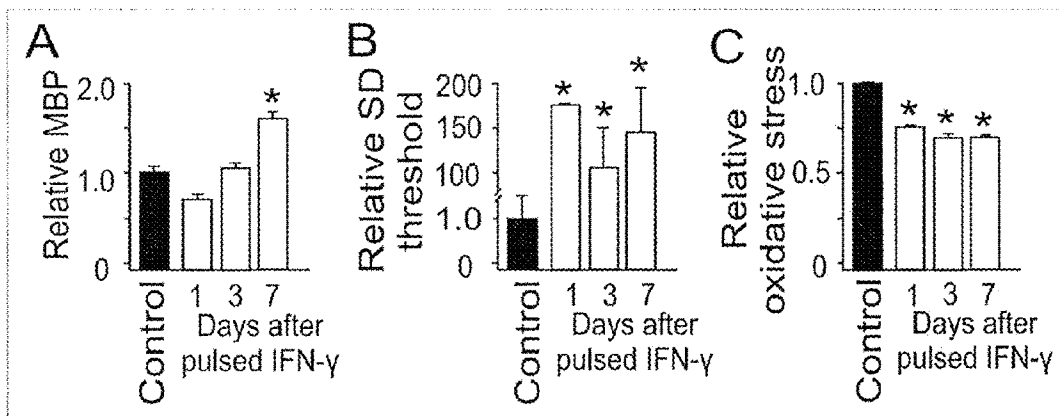 A
Relative MBP
2.0
*
1.0
0
Control
1 3 7
Days after
pulsed IFN-γ
B
Relative SD
threshold
200
* * *
150
100
1.0
0
Control
1 3 7
Days after
pulsed IFN-γ
C
Relative
oxidative stress
1.0
* * *
0.5
0
Control
1 3 7
Days after
pulsed IFN-γ